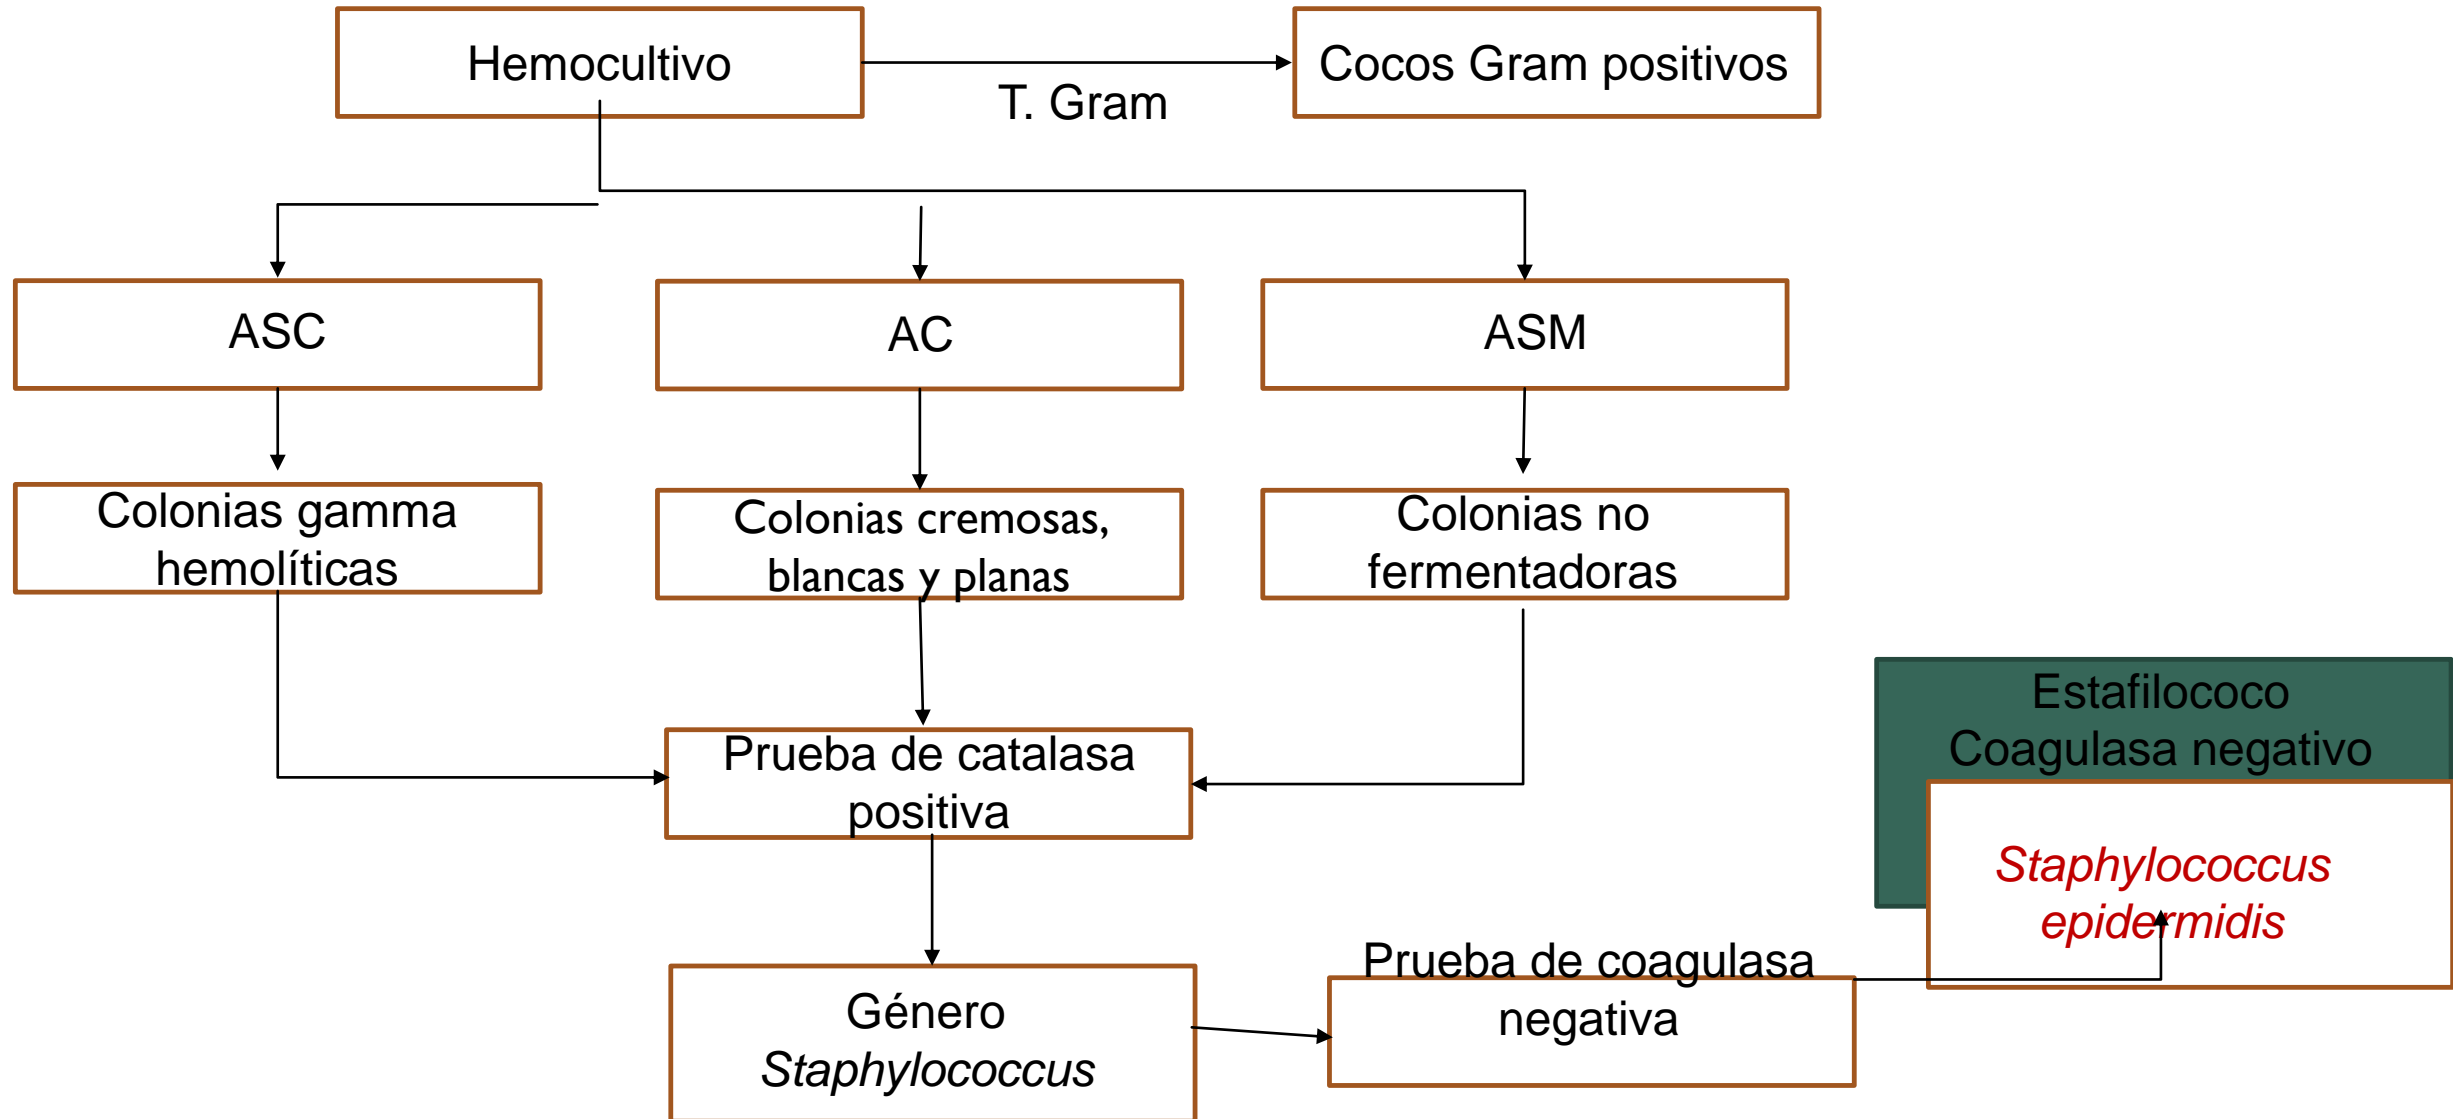 Hemocultivo
Cocos Gram positivos
T. Gram
ASC
AC
ASM
Colonias gamma
hemolíticas
Colonias cremosas,
blancas y planas
Colonias no
fermentadoras
Prueba de catalasa
positiva
Estafilococo
Coagulasa negativo
Staphylococcus
epidermidis
Género
Staphylococcus
Prueba de coagulasa
negativa